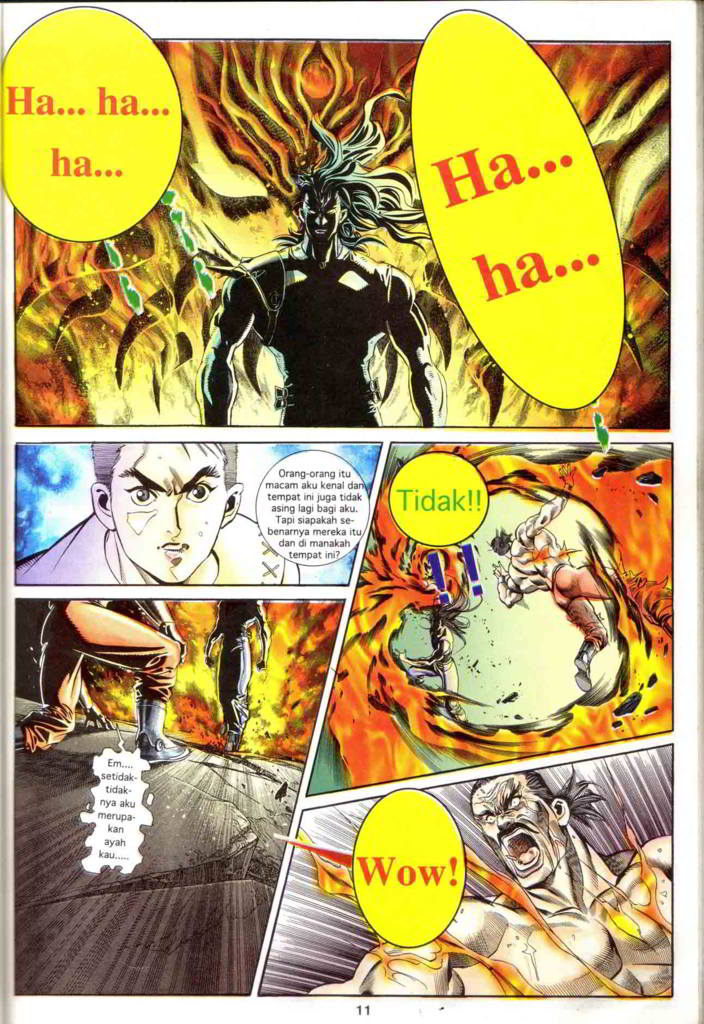 Ha... ha...
ha...
Ha...
ha...
Orang-orang itu
macam aku kenal dan
tempat ini juga tidak
asing lagi bagi aku.
Tapi siapakah se-
benarnya mereka itu
dan di manakah
tempat ini?
Tidak!!
!!
Em....
setidak-
tidak-
nya aku
merupa-
kan
ayah
kau.....
Wow!
11